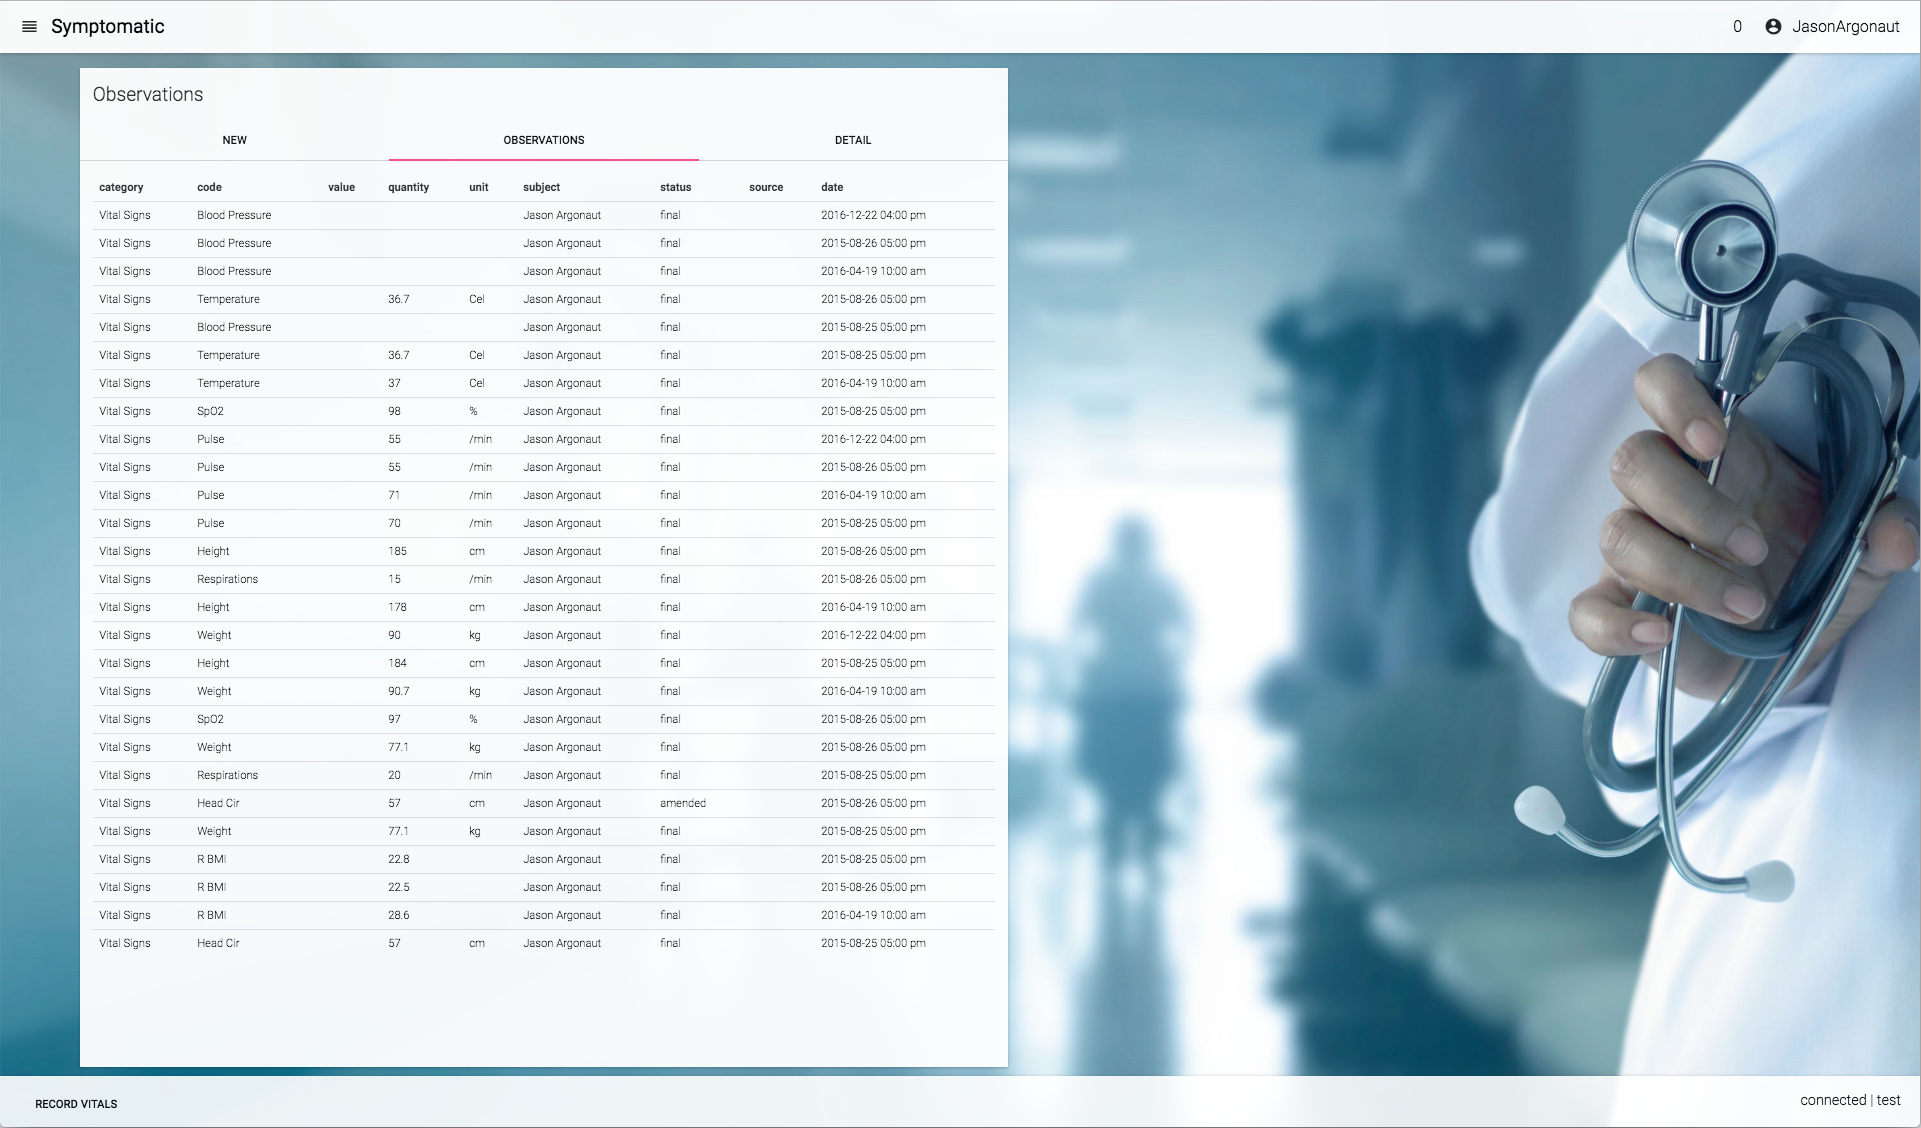 Symptomatic 0 JasonArgonaut
Observations
NEW OBSERVATIONS DETAIL
category code value quantity unit subject status source date
Vital Signs Blood Pressure Jason Argonaut final 2016-12-22 04:00 pm
Vital Signs Blood Pressure Jason Argonaut final 2015-08-26 05:00 pm
Vital Signs Blood Pressure Jason Argonaut final 2016-04-19 10:00 am
Vital Signs Temperature 36.7 Cel Jason Argonaut final 2015-08-26 05:00 pm
Vital Signs Blood Pressure Jason Argonaut final 2015-08-25 05:00 pm
Vital Signs Temperature 36.7 Cel Jason Argonaut final 2015-08-25 05:00 pm
Vital Signs Temperature 37 Cel Jason Argonaut final 2016-04-19 10:00 am
Vital Signs SpO2 98 % Jason Argonaut final 2015-08-25 05:00 pm
Vital Signs Pulse 55 /min Jason Argonaut final 2016-12-22 04:00 pm
Vital Signs Pulse 55 /min Jason Argonaut final 2015-08-26 05:00 pm
Vital Signs Pulse 71 /min Jason Argonaut final 2016-04-19 10:00 am
Vital Signs Pulse 70 /min Jason Argonaut final 2015-08-25 05:00 pm
Vital Signs Height 185 cm Jason Argonaut final 2015-08-26 05:00 pm
Vital Signs Respirations 15 /min Jason Argonaut final 2015-08-26 05:00 pm
Vital Signs Height 178 cm Jason Argonaut final 2016-04-19 10:00 am
Vital Signs Weight 90 kg Jason Argonaut final 2016-12-22 04:00 pm
Vital Signs Height 184 cm Jason Argonaut final 2015-08-25 05:00 pm
Vital Signs Weight 90.7 kg Jason Argonaut final 2016-04-19 10:00 am
Vital Signs SpO2 97 % Jason Argonaut final 2015-08-26 05:00 pm
Vital Signs Weight 77.1 kg Jason Argonaut final 2015-08-26 05:00 pm
Vital Signs Respirations 20 /min Jason Argonaut final 2015-08-25 05:00 pm
Vital Signs Head Cir 57 cm Jason Argonaut amended 2015-08-26 05:00 pm
Vital Signs Weight 77.1 kg Jason Argonaut final 2015-08-25 05:00 pm
Vital Signs R BMI 22.8 Jason Argonaut final 2015-08-25 05:00 pm
Vital Signs R BMI 22.5 Jason Argonaut final 2015-08-26 05:00 pm
Vital Signs R BMI 28.6 Jason Argonaut final 2016-04-19 10:00 am
Vital Signs Head Cir 57 cm Jason Argonaut final 2015-08-25 05:00 pm
RECORD VITALS connected | test